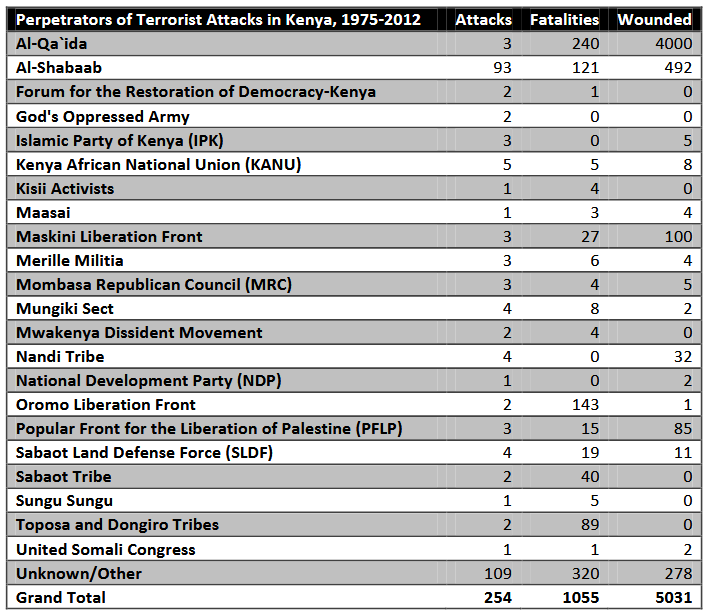 Perpetrators of Terrorist Attacks in Kenya, 1975-2012 Attacks Fatalities Wounded
Al-Qa`ida 3 240 4000
Al-Shabaab 93 121 492
Forum for the Restoration of Democracy-Kenya 2 1 0
God's Oppressed Army 2 0 0
Islamic Party of Kenya (IPK) 3 0 5
Kenya African National Union (KANU) 5 5 8
Kisii Activists 1 4 0
Maasai 1 3 4
Maskini Liberation Front 3 27 100
Merille Militia 3 6 4
Mombasa Republican Council (MRC) 3 4 5
Mungiki Sect 4 8 2
Mwakenya Dissident Movement 2 4 0
Nandi Tribe 4 0 32
National Development Party (NDP) 1 0 2
Oromo Liberation Front 2 143 1
Popular Front for the Liberation of Palestine (PFLP) 3 15 85
Sabaot Land Defense Force (SLDF) 4 19 11
Sabaot Tribe 2 40 0
Sungu Sungu 1 5 0
Toposa and Dongiro Tribes 2 89 0
United Somali Congress 1 1 2
Unknown/Other 109 320 278
Grand Total 254 1055 5031